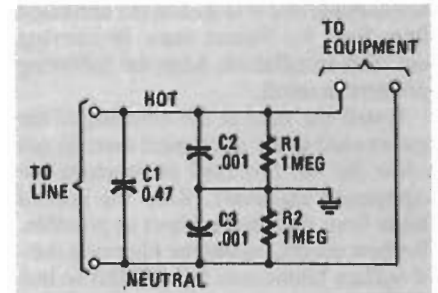 TO
EQUIPMENT
HOT
TO
LINE
C1
0.47
C2
.001
R1
1MEG
C3
.001
R2
1MEG
NEUTRAL